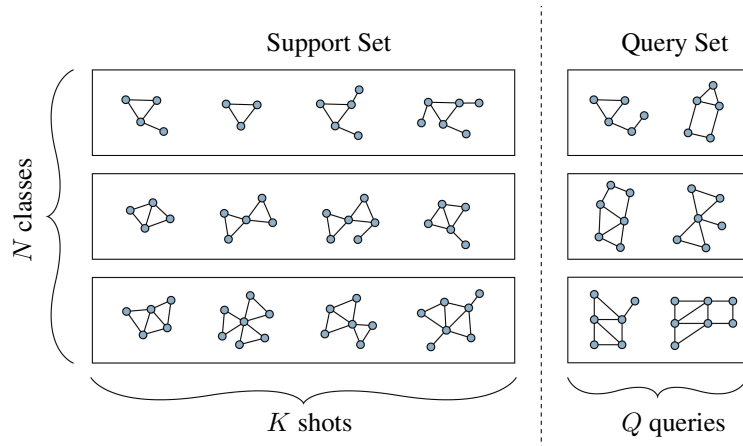 Support Set
Query Set
N classes
K shots
Q queries